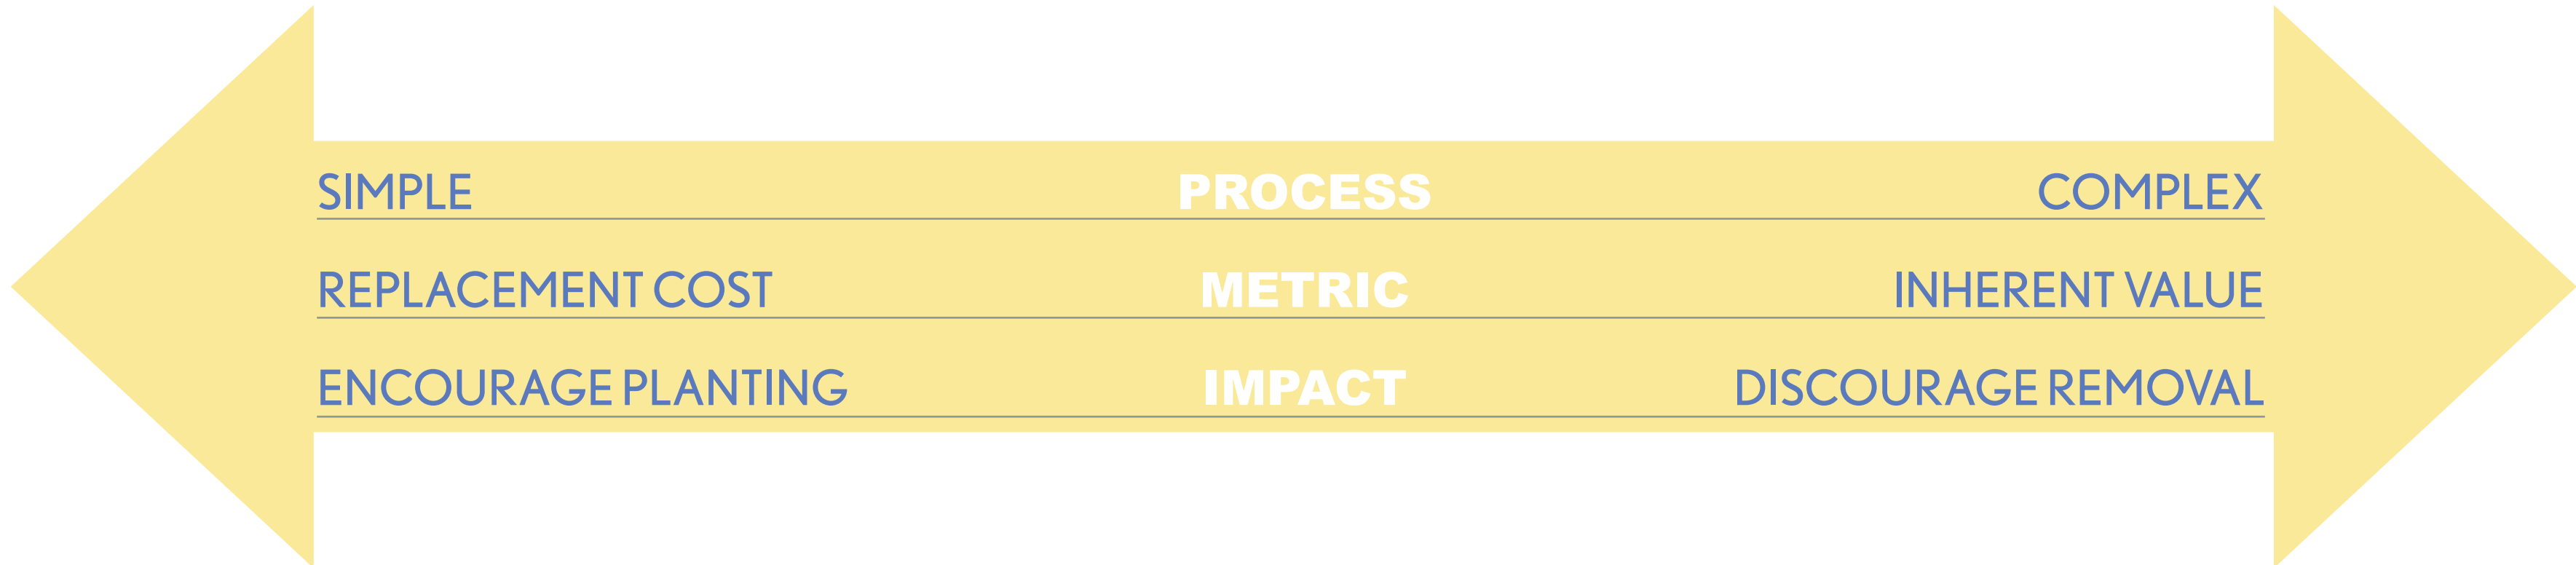 SIMPLE PROCESS COMPLEX
REPLACEMENT COST METRIC INHERENT VALUE
ENCOURAGE PLANTING IMPACT DISCOURAGE REMOVAL